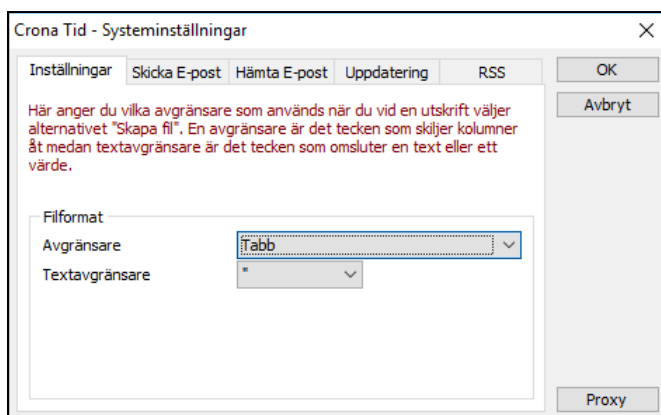 Crona Tid - Systeminställningar
Inställningar Skicka E-post Hämta E-post Uppdatering RSS
OK
Avbryt
Här anger du vilka avgränsare som används när du vid en utskrift väljer
alternativet "Skapa fil". En avgränsare är det tecken som skiljer kolumner
åt medan textavgränsare är det tecken som omsluter en text eller ett
värde.
Filformat
Avgränsare Tabb
Textavgränsare "
Proxy